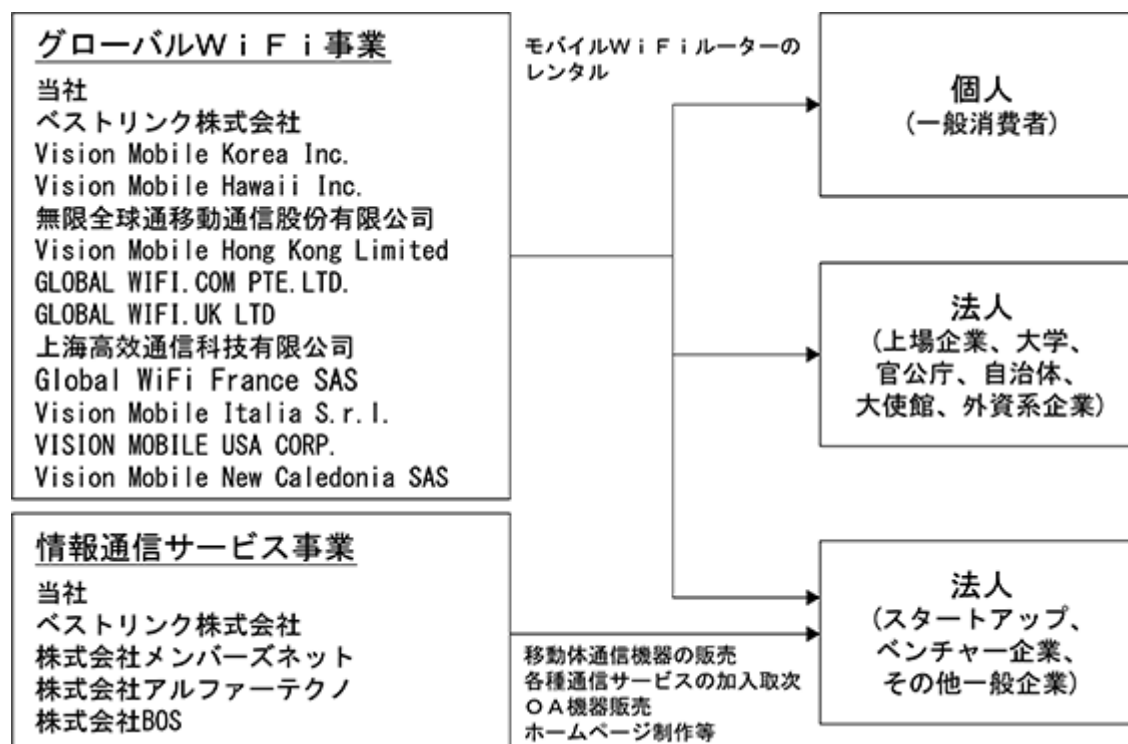 グローバルＷｉＦｉ事業
当社
ベストリンク株式会社
Vision Mobile Korea Inc.
Vision Mobile Hawaii Inc.
無限全球通移動通信股份有限公司
Vision Mobile Hong Kong Limited
GLOBAL WIFI.COM PTE.LTD.
GLOBAL WIFI.UK LTD
上海高效通信科技有限公司
Global WiFi France SAS
Vision Mobile Italia S.r.l.
VISION MOBILE USA CORP.
Vision Mobile New Caledonia SAS
モバイルＷｉＦｉルーターの
レンタル
個人
（一般消費者）
法人
（上場企業、大学、
官公庁、自治体、
大使館、外資系企業）
情報通信サービス事業
当社
ベストリンク株式会社
株式会社メンバーズネット
株式会社アルファーテクノ
株式会社BOS
移動体通信機器の販売
各種通信サービスの加入取次
ＯＡ機器販売
ホームページ制作等
法人
（スタートアップ、
ベンチャー企業、
その他一般企業）